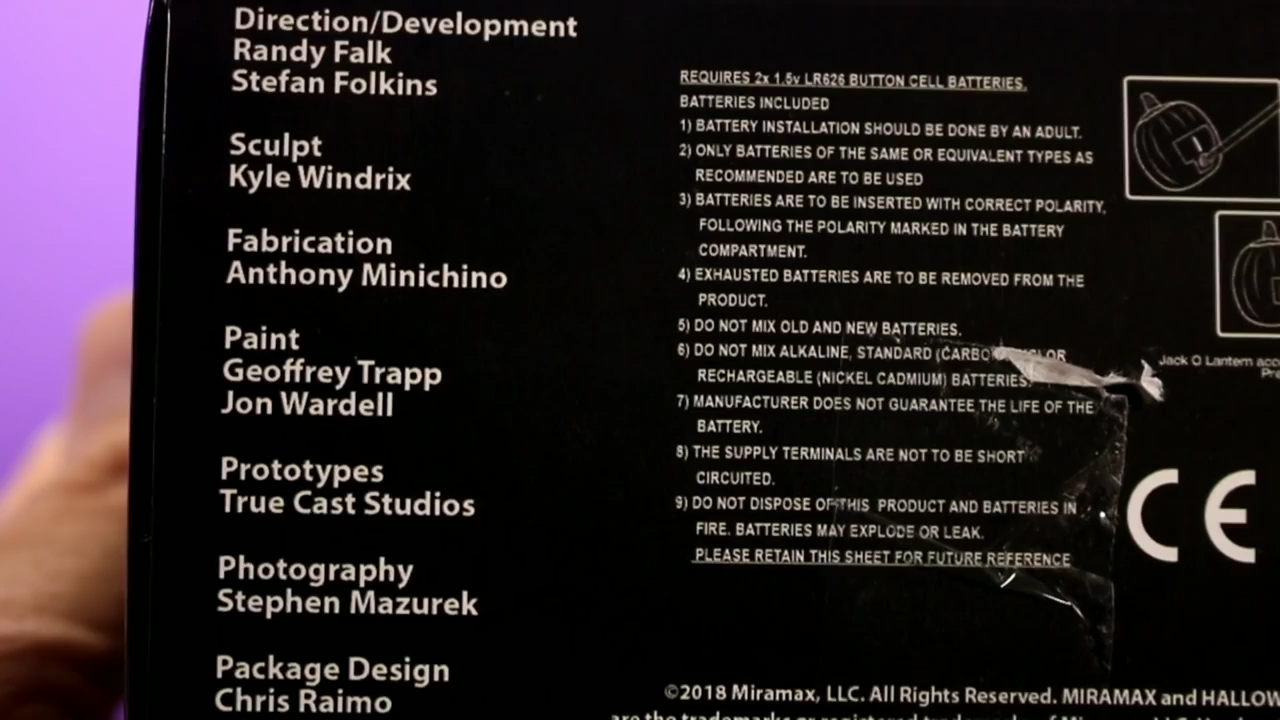 Direction/Development
Randy Falk
Stefan Folkins
Sculpt
Kyle Windrix
Fabrication
Anthony Minichino
Paint
Geoffrey Trapp
Jon Wardell
Prototypes
True Cast Studios
Photography
Stephen Mazurek
Package Design
Chris Raimo
REQUIRES 2x 1.5v LR626 BUTTON CELL BATTERIES.
BATTERIES INCLUDED
1) BATTERY INSTALLATION SHOULD BE DONE BY AN ADULT.
2) ONLY BATTERIES OF THE SAME OR EQUIVALENT TYPES AS
RECOMMENDED ARE TO BE USED
3) BATTERIES ARE TO BE INSERTED WITH CORRECT POLARITY,
FOLLOWING THE POLARITY MARKED IN THE BATTERY
COMPARTMENT.
4) EXHAUSTED BATTERIES ARE TO BE REMOVED FROM THE
PRODUCT.
5) DO NOT MIX OLD AND NEW BATTERIES.
6) DO NOT MIX ALKALINE, STANDARD OR
RECHARGEABLE (NICKEL CADMIUM) BATTERIES.
7) MANUFACTURER DOES NOT GUARANTEE THE LIFE OF THE
BATTERY.
8) THE SUPPLY TERMINALS ARE NOT TO BE SHORT
CIRCUITED.
9) DO NOT DISPOSE OF THIS PRODUCT AND BATTERIES IN
FIRE. BATTERIES MAY EXPLODE OR LEAK.
PLEASE RETAIN THIS SHEET FOR FUTURE REFERENCE
Jack O Lantern
CE
©2018 Miramax, LLC. All Rights Reserved. MIRAMAX and
are the trademarks or registered trademarks of